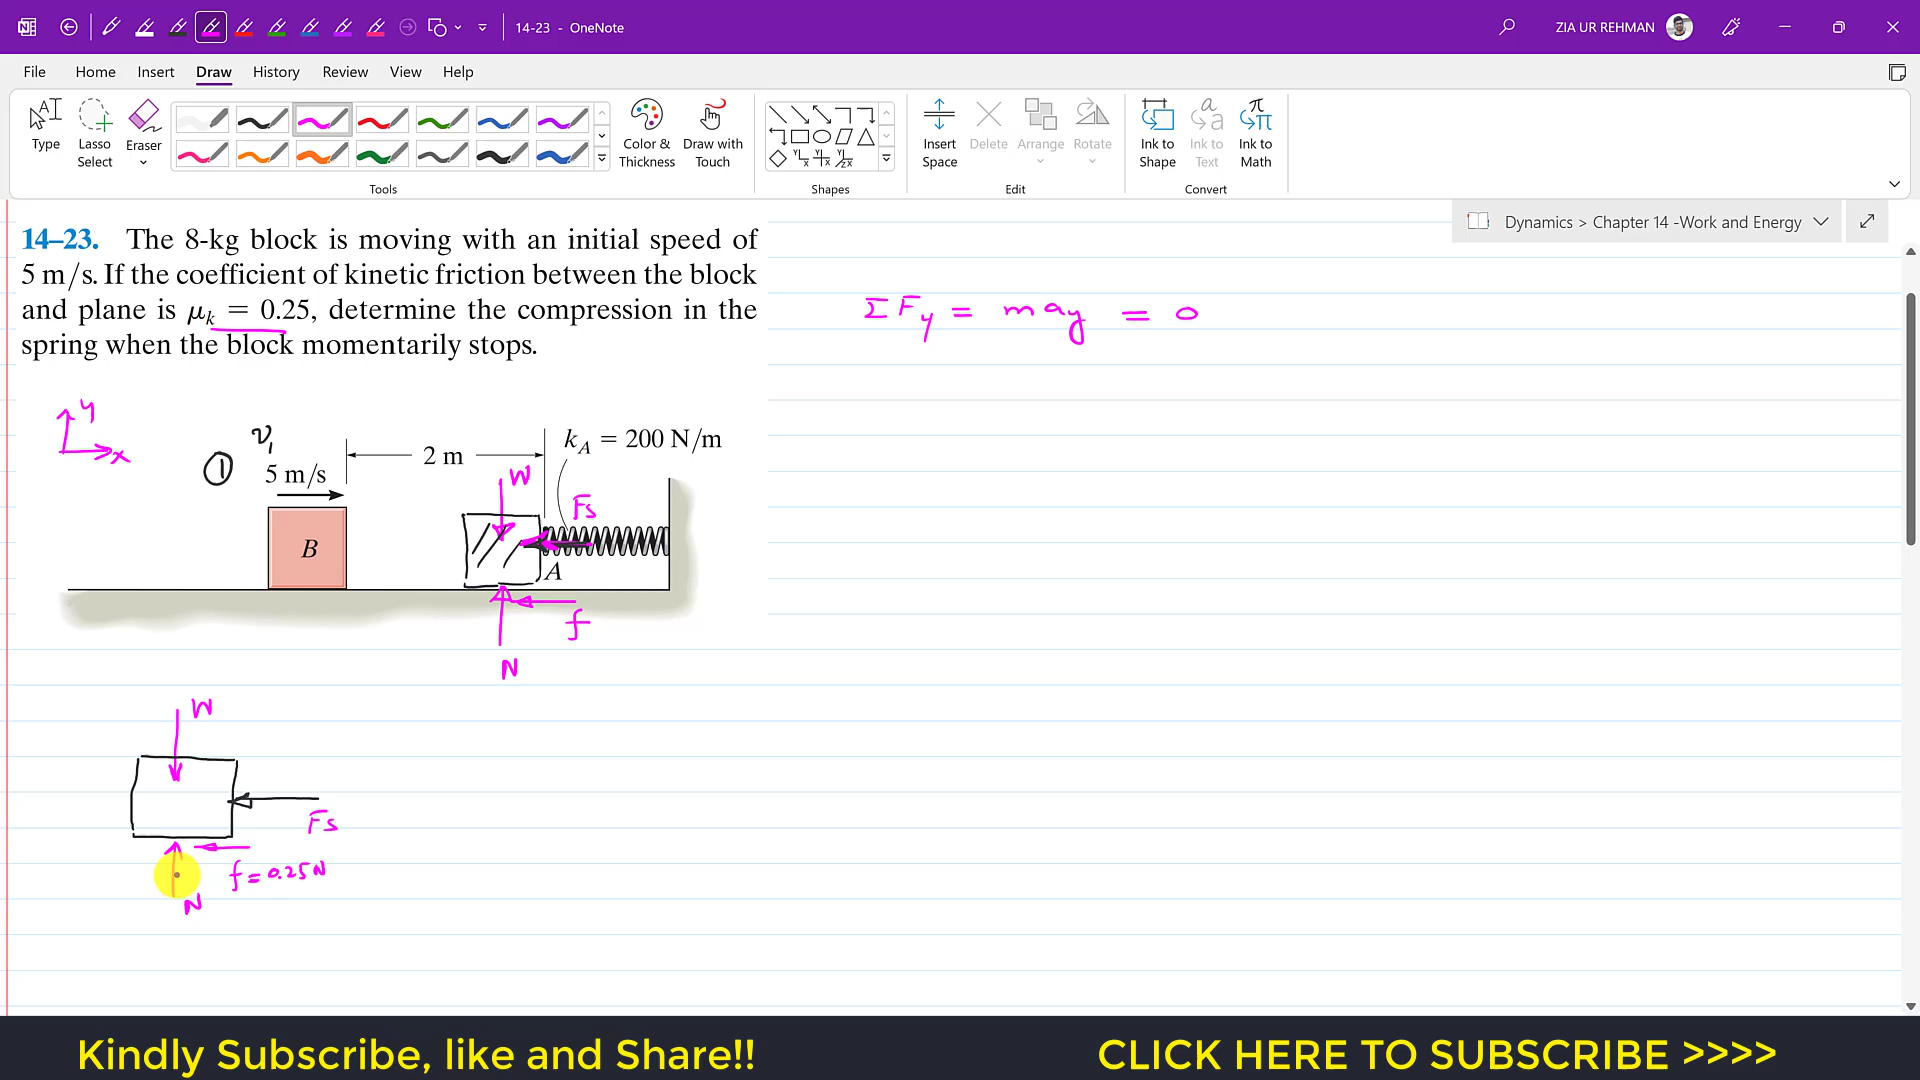 14-23 - OneNote
ZIA UR REHMAN
File Home Insert Draw History Review View Help
Type
Lasso Select
Eraser
Color & Thickness
Draw with Touch
Insert Space
Delete
Arrange
Rotate
Ink to Shape
Ink to Text
Ink to Math
Tools
Shapes
Edit
Convert
Dynamics > Chapter 14 -Work and Energy
14–23. The 8-kg block is moving with an initial speed of
5 m/s. If the coefficient of kinetic friction between the block
and plane is μk = 0.25, determine the compression in the
spring when the block momentarily stops.
ΣFy = may = 0
y
x
1
v1
5 m/s
2 m
kA = 200 N/m
W
Fs
B
A
f
N
W
Fs
f = 0.25N
N
Kindly Subscribe, like and Share!!
CLICK HERE TO SUBSCRIBE >>>>